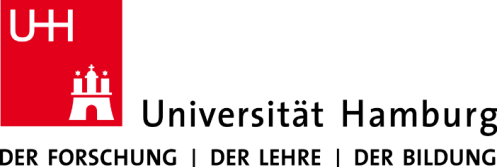 UHH
Universität Hamburg
DER FORSCHUNG | DER LEHRE | DER BILDUNG